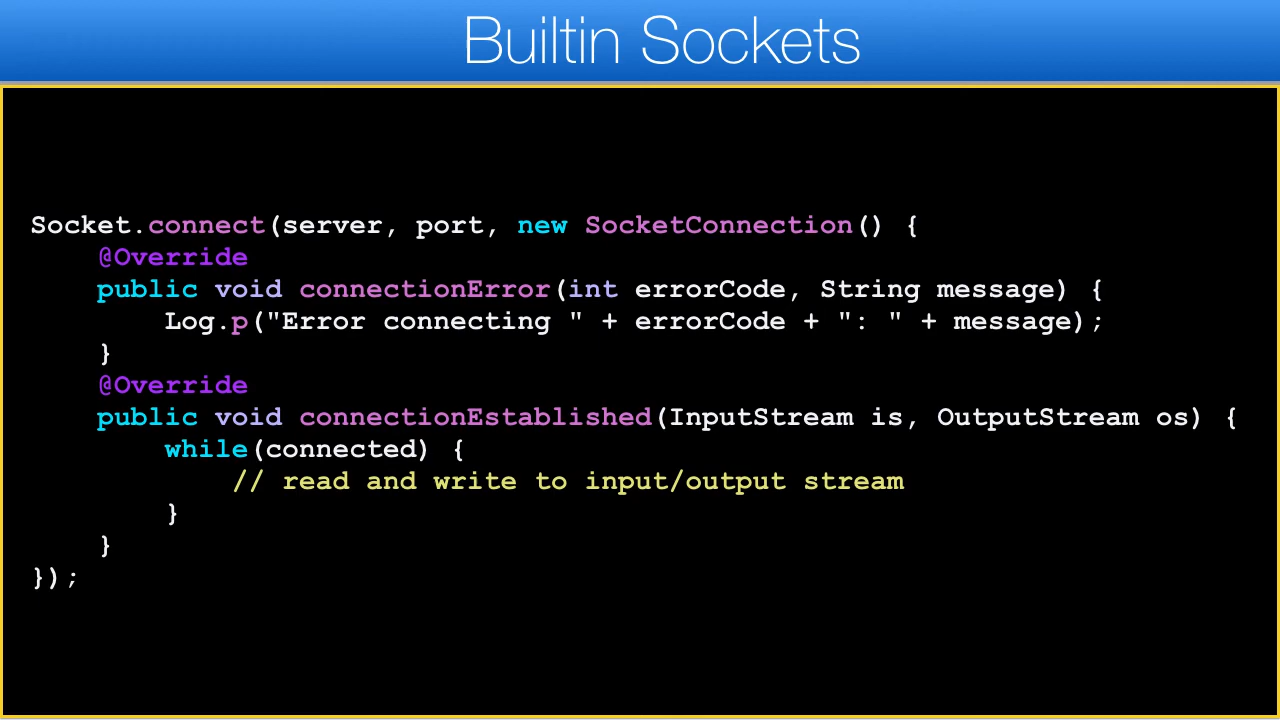 Builtin Sockets
Socket.connect(server, port, new SocketConnection() {
    @Override
    public void connectionError(int errorCode, String message) {
        Log.p("Error connecting " + errorCode + ": " + message);
    }
    @Override
    public void connectionEstablished(InputStream is, OutputStream os) {
        while(connected) {
            // read and write to input/output stream
        }
    }
});